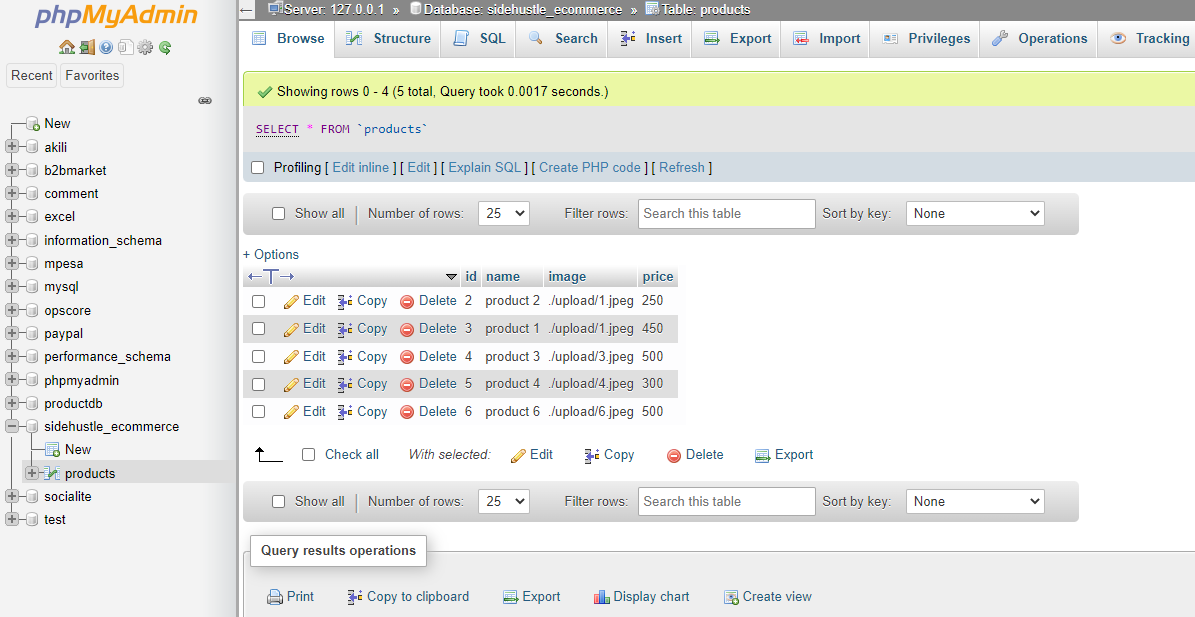 phpMyAdmin
Recent Favorites
New
akili
b2bmarket
comment
excel
information_schema
mpesa
mysql
opscore
paypal
performance_schema
phpmyadmin
productdb
sidehustle_ecommerce
New
products
socialite
test
Server: 127.0.0.1 » Database: sidehustle_ecommerce » Table: products
Browse Structure SQL Search Insert Export Import Privileges Operations Tracking
Showing rows 0 - 4 (5 total, Query took 0.0017 seconds.)
SELECT * FROM `products`
Profiling [ Edit inline ] [ Edit ] [ Explain SQL ] [ Create PHP code ] [ Refresh ]
Show all | Number of rows: 25 Filter rows: Search this table Sort by key: None
+ Options
←T→ id name image price
Edit Copy Delete 2 product 2 ./upload/1.jpeg 250
Edit Copy Delete 3 product 1 ./upload/1.jpeg 450
Edit Copy Delete 4 product 3 ./upload/3.jpeg 500
Edit Copy Delete 5 product 4 ./upload/4.jpeg 300
Edit Copy Delete 6 product 6 ./upload/6.jpeg 500
Check all With selected: Edit Copy Delete Export
Show all | Number of rows: 25 Filter rows: Search this table Sort by key: None
Query results operations
Print Copy to clipboard Export Display chart Create view